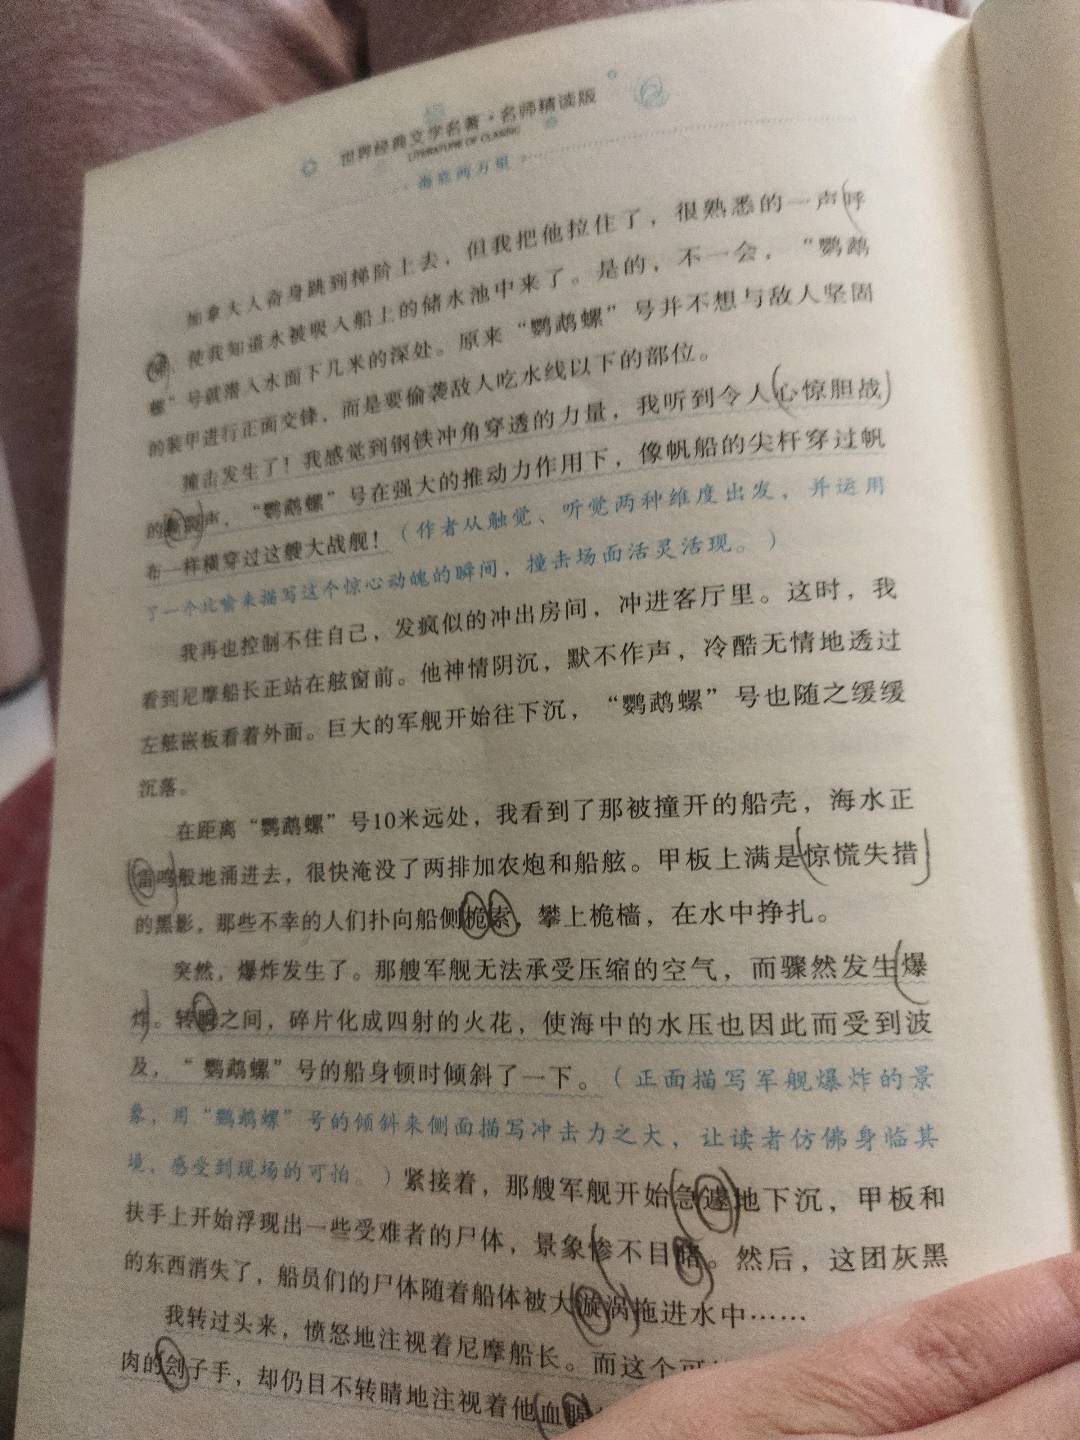 世界经典文学名著·名师精读版
LITERATURE OF CLASSIC
海底两万里
加拿大人奋身跳到梯阶上去，但我把他拉住了，很熟悉的一声呼
啸，使我知道水被吸入船上的储水池中来了。是的，不一会，“鹦鹉
螺”号就潜入水面下几米的深处。原来“鹦鹉螺”号并不想与敌人坚固
的装甲进行正面交锋，而是要偷袭敌人吃水线以下的部位。
撞击发生了！我感觉到钢铁冲角穿透的力量，我听到令人心惊胆战
的声，“鹦鹉螺”号在强大的推动力作用下，像帆船的尖杆穿过帆
布一样横穿过这艘大战舰！（作者从触觉、听觉两种维度出发，并运用
了一个比喻来描写这个惊心动魄的瞬间，撞击场面活灵活现。）
我再也控制不住自己，发疯似的冲出房间，冲进客厅里。这时，我
看到尼摩船长正站在舷窗前。他神情阴沉，默不作声，冷酷无情地透过
左舷嵌板看着外面。巨大的军舰开始往下沉，“鹦鹉螺”号也随之缓缓
沉落。
在距离“鹦鹉螺”号10米远处，我看到了那被撞开的船壳，海水正
雷鸣般地涌进去，很快淹没了两排加农炮和船舷。甲板上满是惊慌失措
的黑影，那些不幸的人们扑向船侧桅索，攀上桅樯，在水中挣扎。
突然，爆炸发生了。那艘军舰无法承受压缩的空气，而骤然发生爆
炸。转瞬之间，碎片化成四射的火花，使海中的水压也因此而受到波
及，“鹦鹉螺”号的船身顿时倾斜了一下。（正面描写军舰爆炸的景
象，用“鹦鹉螺”号的倾斜来侧面描写冲击力之大，让读者仿佛身临其
境，感受到现场的可怕。）紧接着，那艘军舰开始急遽地下沉，甲板和
扶手上开始浮现出一些受难者的尸体，景象惨不目睹。然后，这团灰黑
的东西消失了，船员们的尸体随着船体被大漩涡拖进水中……
我转过头来，愤怒地注视着尼摩船长。而这个
肉的刽子手，却仍目不转睛地注视着他血腥